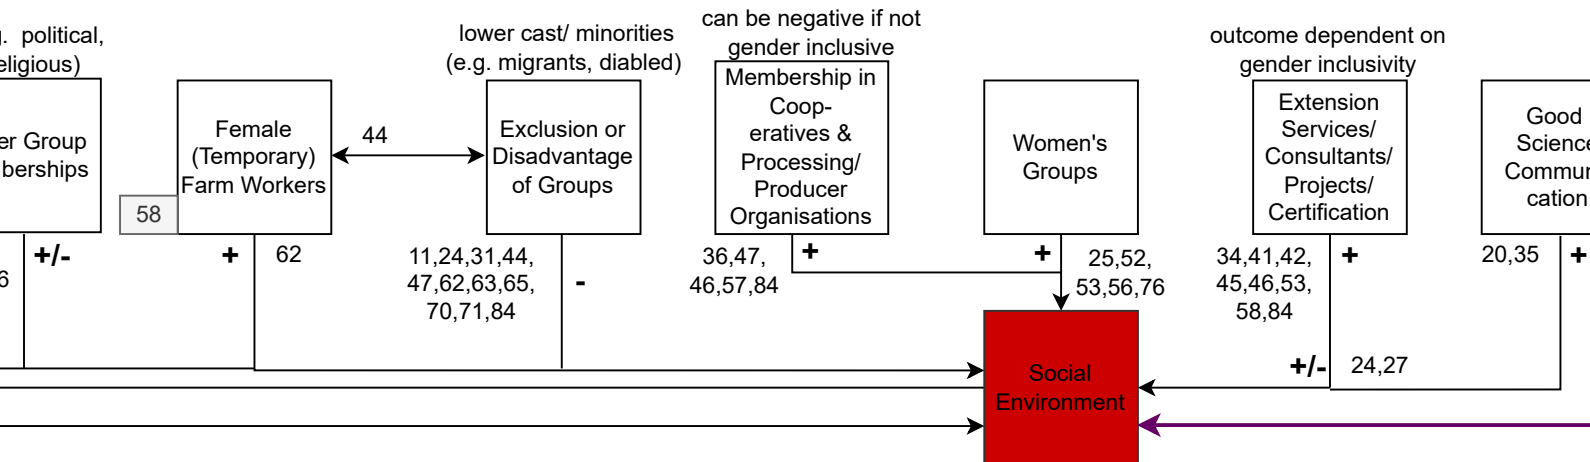 political,
religious)
er Group
berships
+/-
6
58
Female
(Temporary)
Farm Workers
+
62
44
lower cast/ minorities
(e.g. migrants, diabled)
Exclusion or
Disadvantage
of Groups
11,24,31,44,
47,62,63,65,
70,71,84
-
can be negative if not
gender inclusive
Membership in
Coop-
eratives &
Processing/
Producer
Organisations
36,47,
46,57,84
+
Women's
Groups
+
25,52,
53,56,76
Social
Environment
outcome dependent on
gender inclusivity
Extension
Services/
Consultants/
Projects/
Certification
34,41,42,
45,46,53,
58,84
+
+/-
24,27
Good
Science
Commun
cation
20,35
+